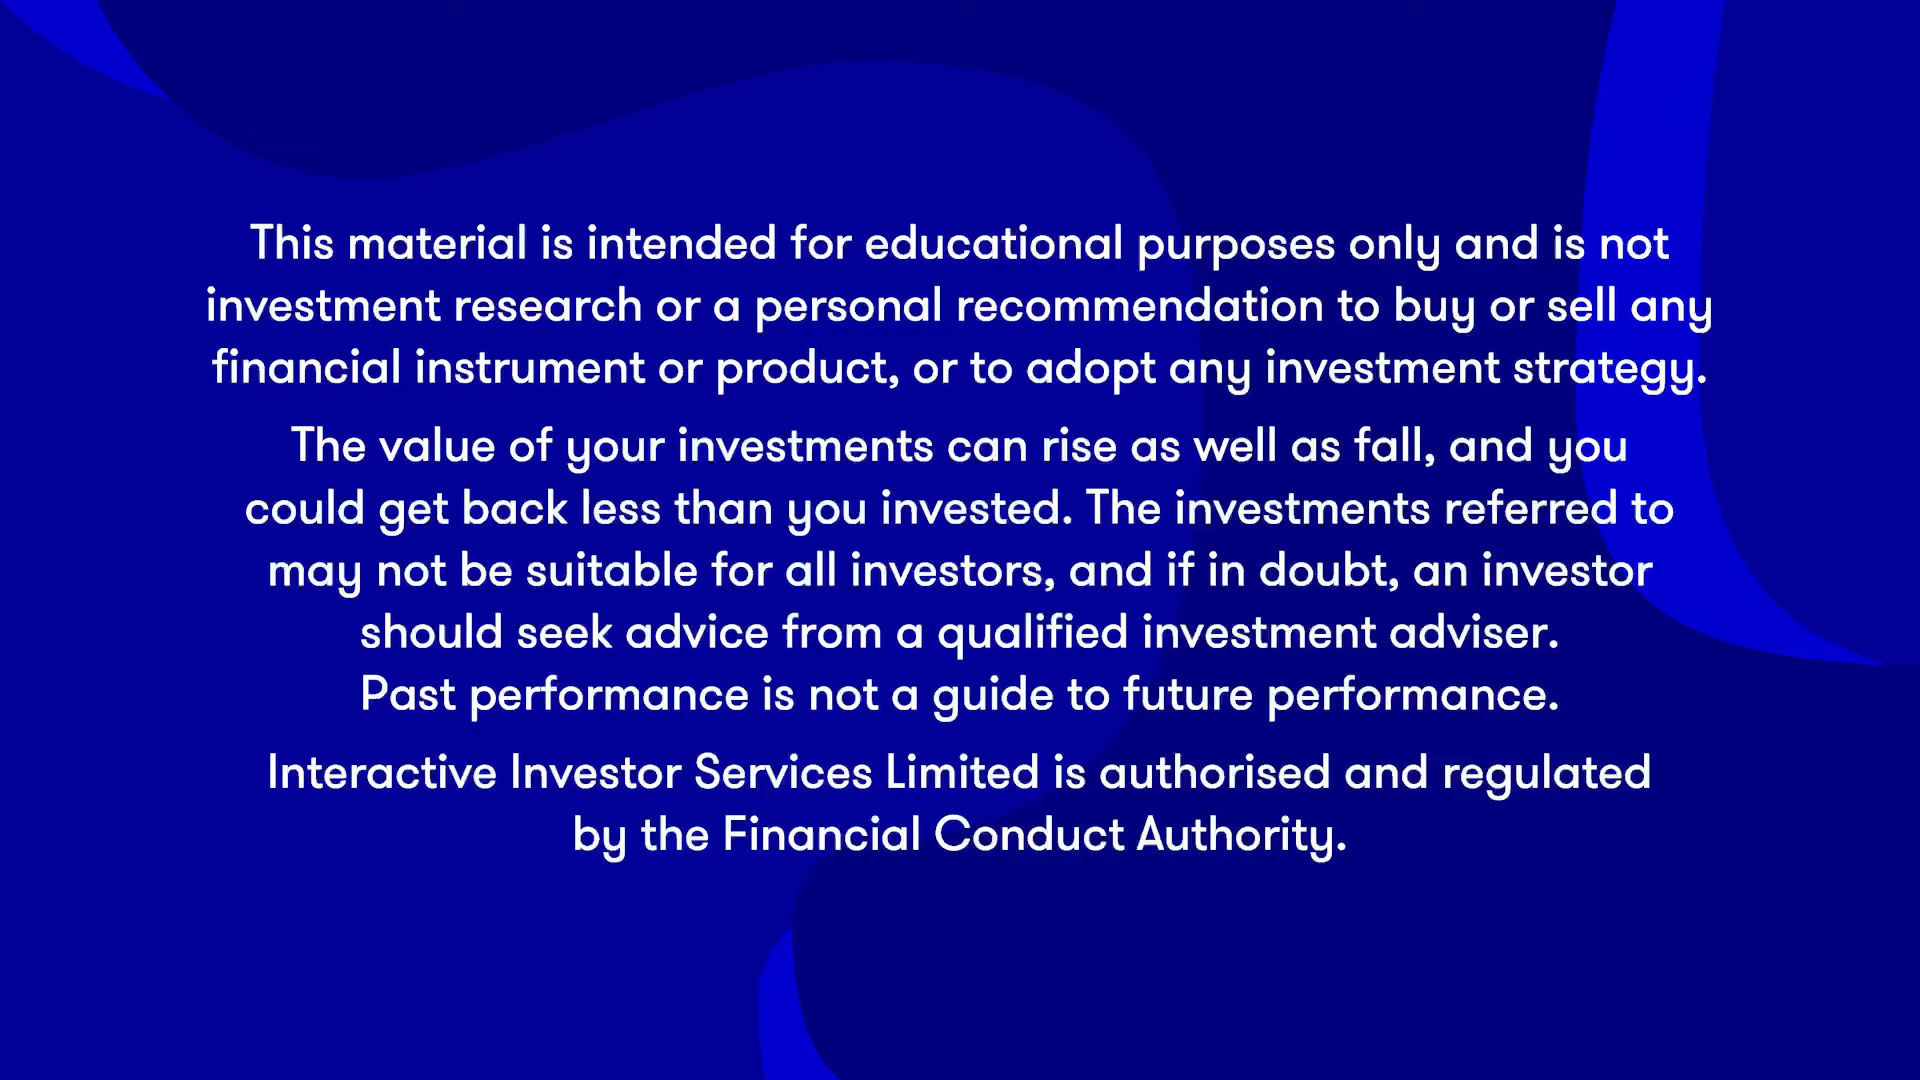 This material is intended for educational purposes only and is not
investment research or a personal recommendation to buy or sell any
financial instrument or product, or to adopt any investment strategy.
The value of your investments can rise as well as fall, and you
could get back less than you invested. The investments referred to
may not be suitable for all investors, and if in doubt, an investor
should seek advice from a qualified investment adviser.
Past performance is not a guide to future performance.
Interactive Investor Services Limited is authorised and regulated
by the Financial Conduct Authority.